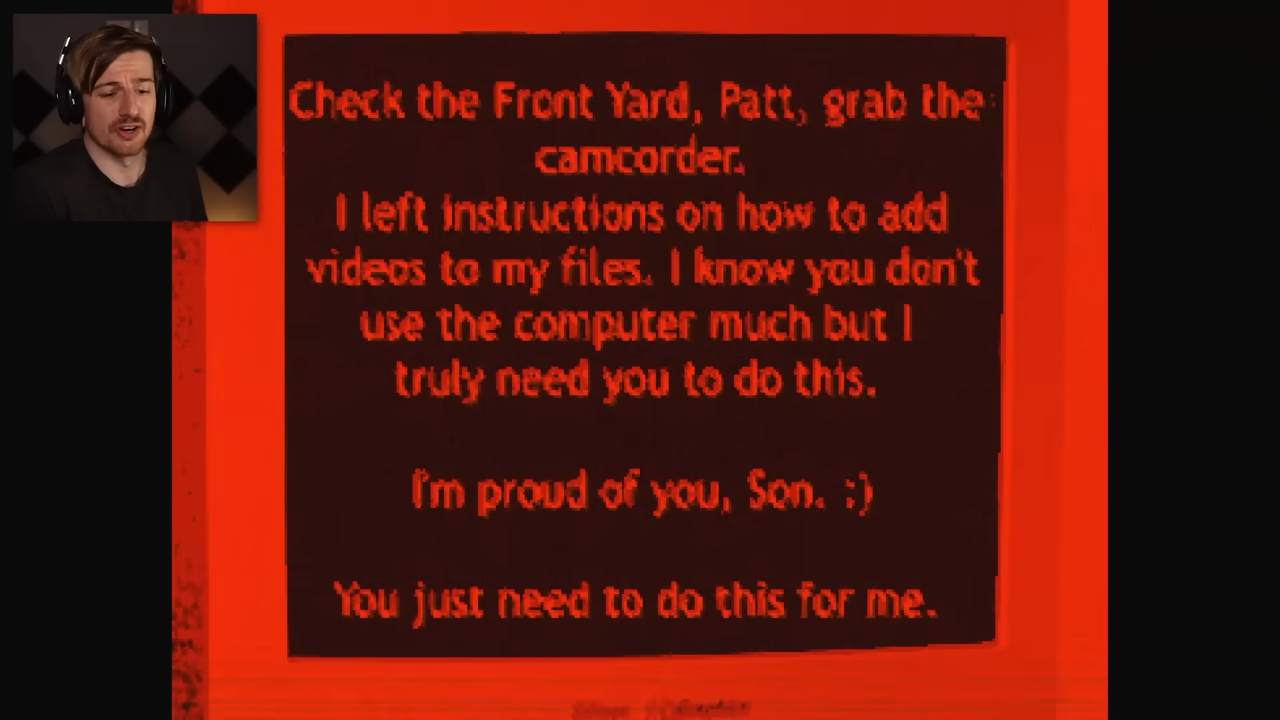 Check the Front Yard, Patt, grab the
camcorder.
I left instructions on how to add
videos to my files. I know you don't
use the computer much but I
truly need you to do this.
I'm proud of you, Son. :)
You just need to do this for me.